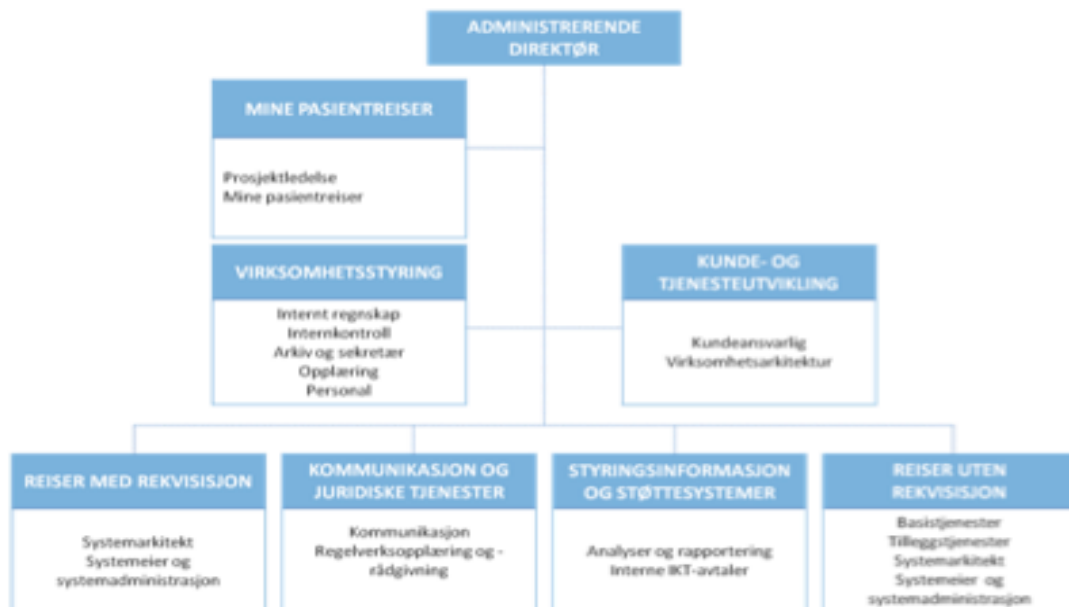 ADMINISTRERENDE
DIREKTØR
MINE PASIENTREISER
Prosjektledelse
Mine pasientreiser
VIRKSOMHETSSTYRING
Internt regnskap
Internkontroll
Arkiv og sekretær
Opplæring
Personal
KUNDE- OG
TJENESTEUTVIKLING
Kundeansvarlig
Virksomhetsarkitektur
REISER MED REKVISISJON
Systemarkitekt
Systemeier og
systemadministrasjon
KOMMUNIKASJON OG
JURIDISKE TJENESTER
Kommunikasjon
Regelverksopplæring og -
rådgivning
STYRINGSINFORMASJON
OG STØTTESYSTEMER
Analyser og rapportering
Interne IKT-avtaler
REISER UTEN
REKVISISJON
Basistjenester
Tilleggstjenester
Systemarkitekt
Systemeier og
systemadministrasjon